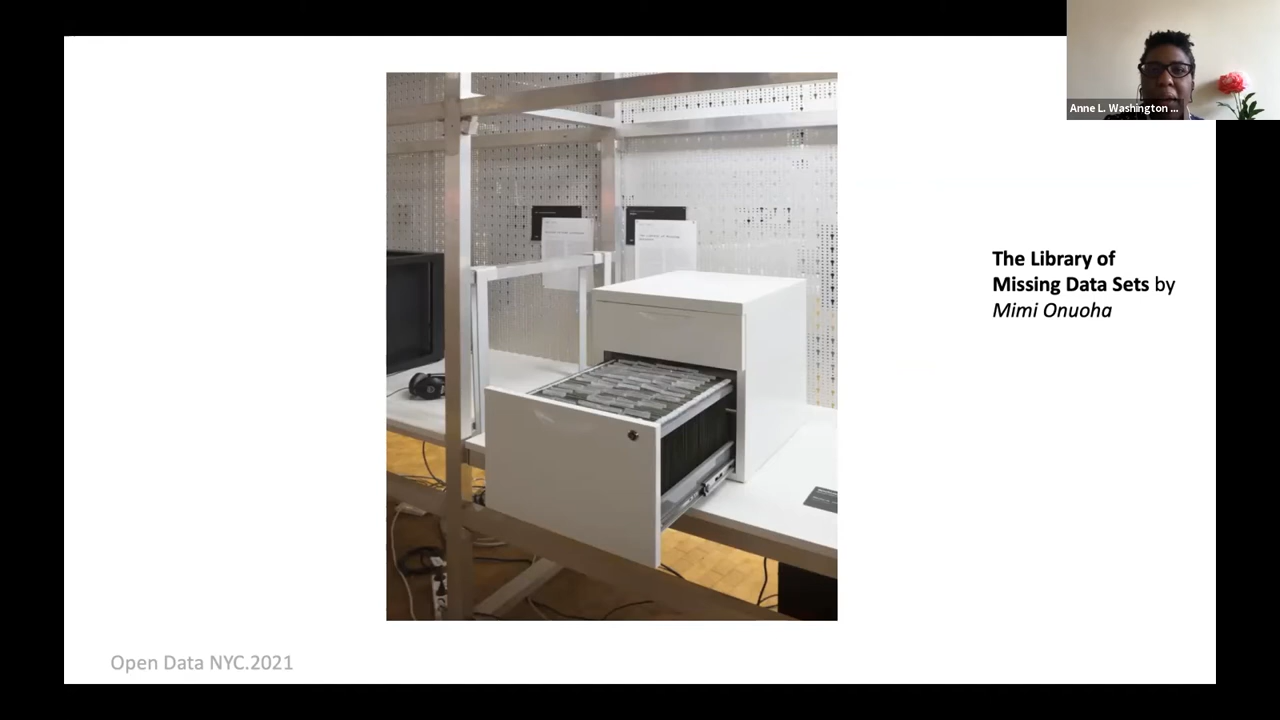 Anne L. Washington ...
The Library of
Missing Data Sets by
Mimi Onuoha
Open Data NYC.2021